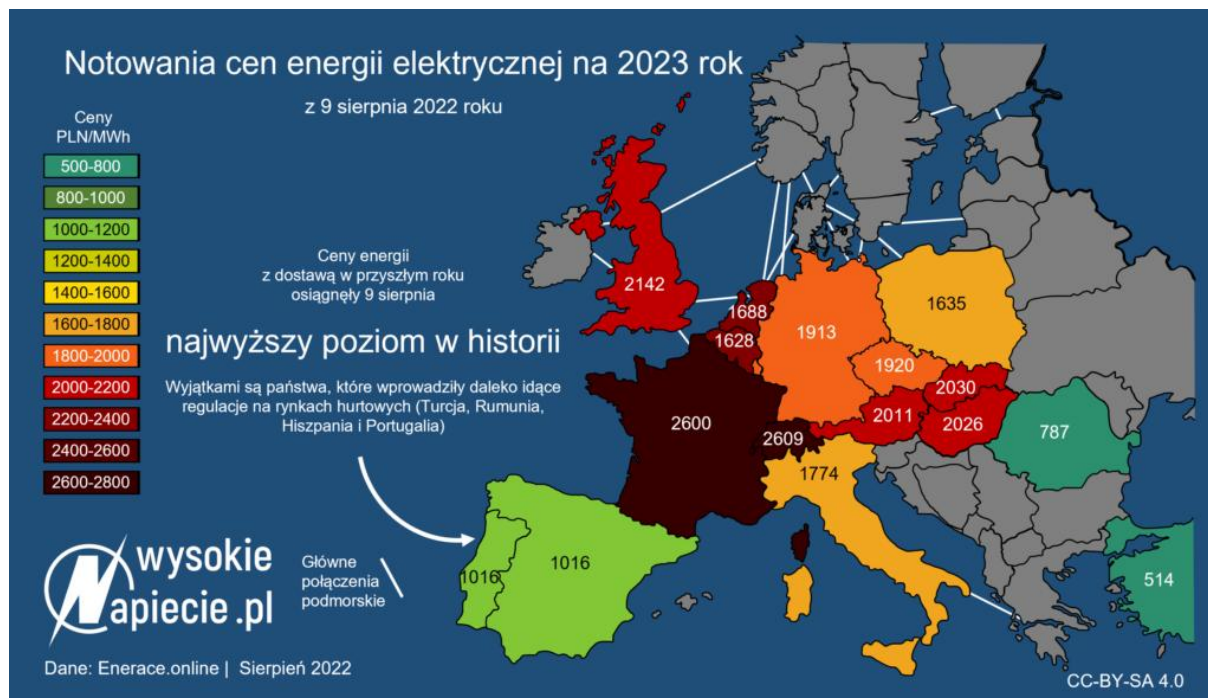 Notowania cen energii elektrycznej na 2023 rok
z 9 sierpnia 2022 roku
Ceny
PLN/MWh
500-800
800-1000
1000-1200
1200-1400
1400-1600
1600-1800
1800-2000
2000-2200
2200-2400
2400-2600
2600-2800
Ceny energii
z dostawą w przyszłym roku
osiągnęły 9 sierpnia
najwyższy poziom w historii
Wyjątkami są państwa, które wprowadziły daleko idące
regulacje na rynkach hurtowych (Turcja, Rumunia,
Hiszpania i Portugalia)
2142
1688
1628
1913
1635
1920
2030
2011
2026
787
2600
2609
1774
1016
1016
514
wysokie
Napiecie.pl
Główne
połączenia
podmorskie
Dane: Enerace.online | Sierpień 2022
CC-BY-SA 4.0